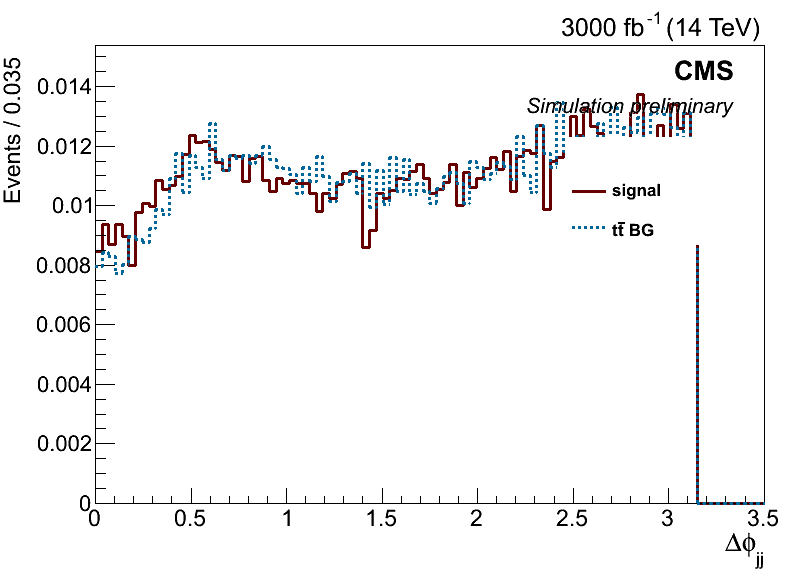 3000 fb⁻¹ (14 TeV)
CMS
Simulation preliminary
Events / 0.035
0.014
0.012
0.01
0.008
0.006
0.004
0.002
0
signal
tt̄ BG
0 0.5 1 1.5 2 2.5 3 3.5
Δϕjj